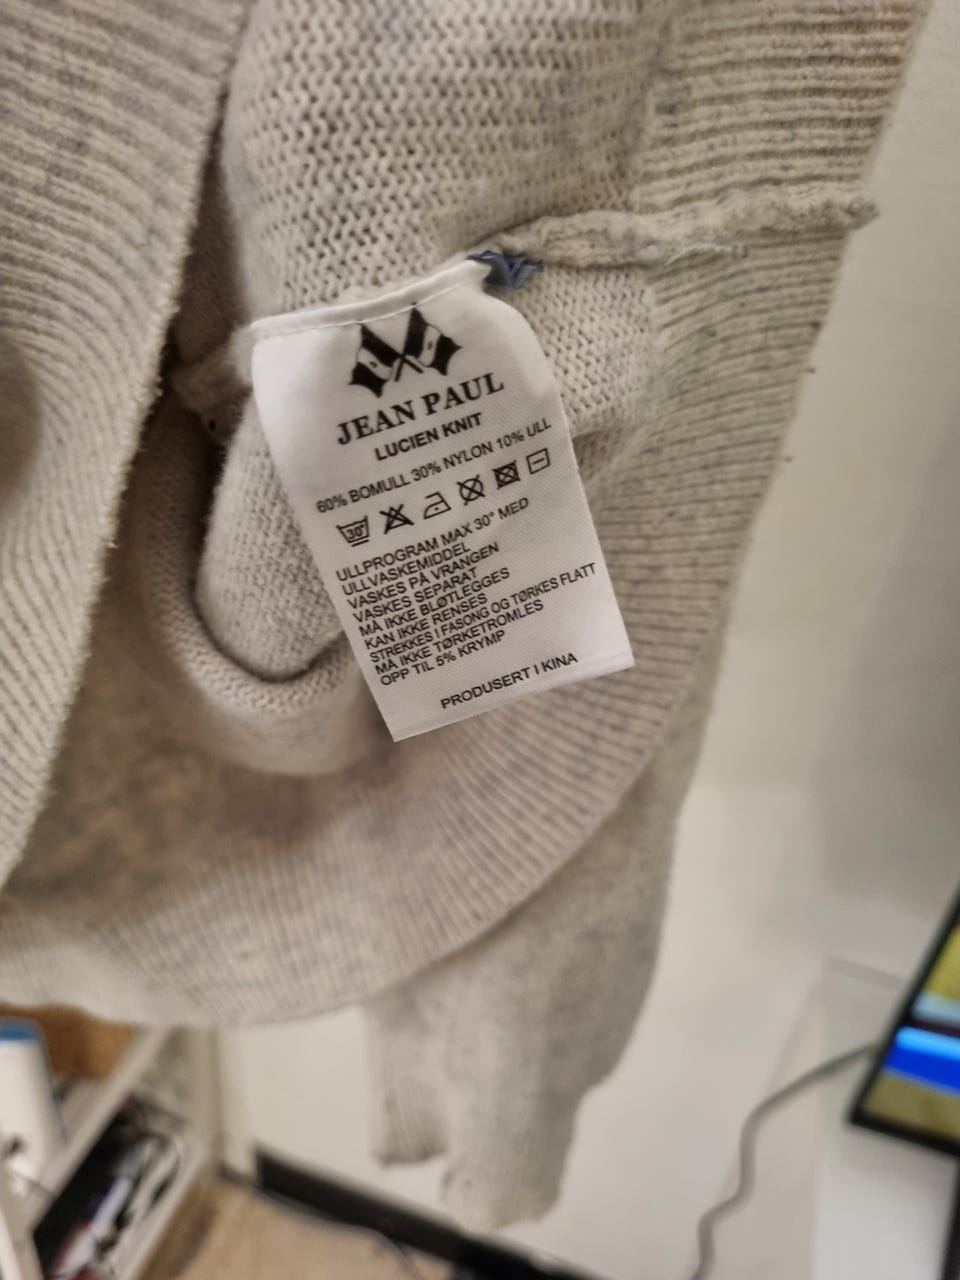 JEAN PAUL
LUCIEN KNIT
60% BOMULL 30% NYLON 10% ULL
30°
ULLPROGRAM MAX 30° MED
ULLVASKEMIDDEL
VASKES PÅ VRANGEN
VASKES SEPARAT
MÅ IKKE BLØTLEGGES
KAN IKKE RENSES
STREKKES I FASONG OG TØRKES FLATT
MÅ IKKE TØRKETROMLES
OPP TIL 5% KRYMP
PRODUSERT I KINA